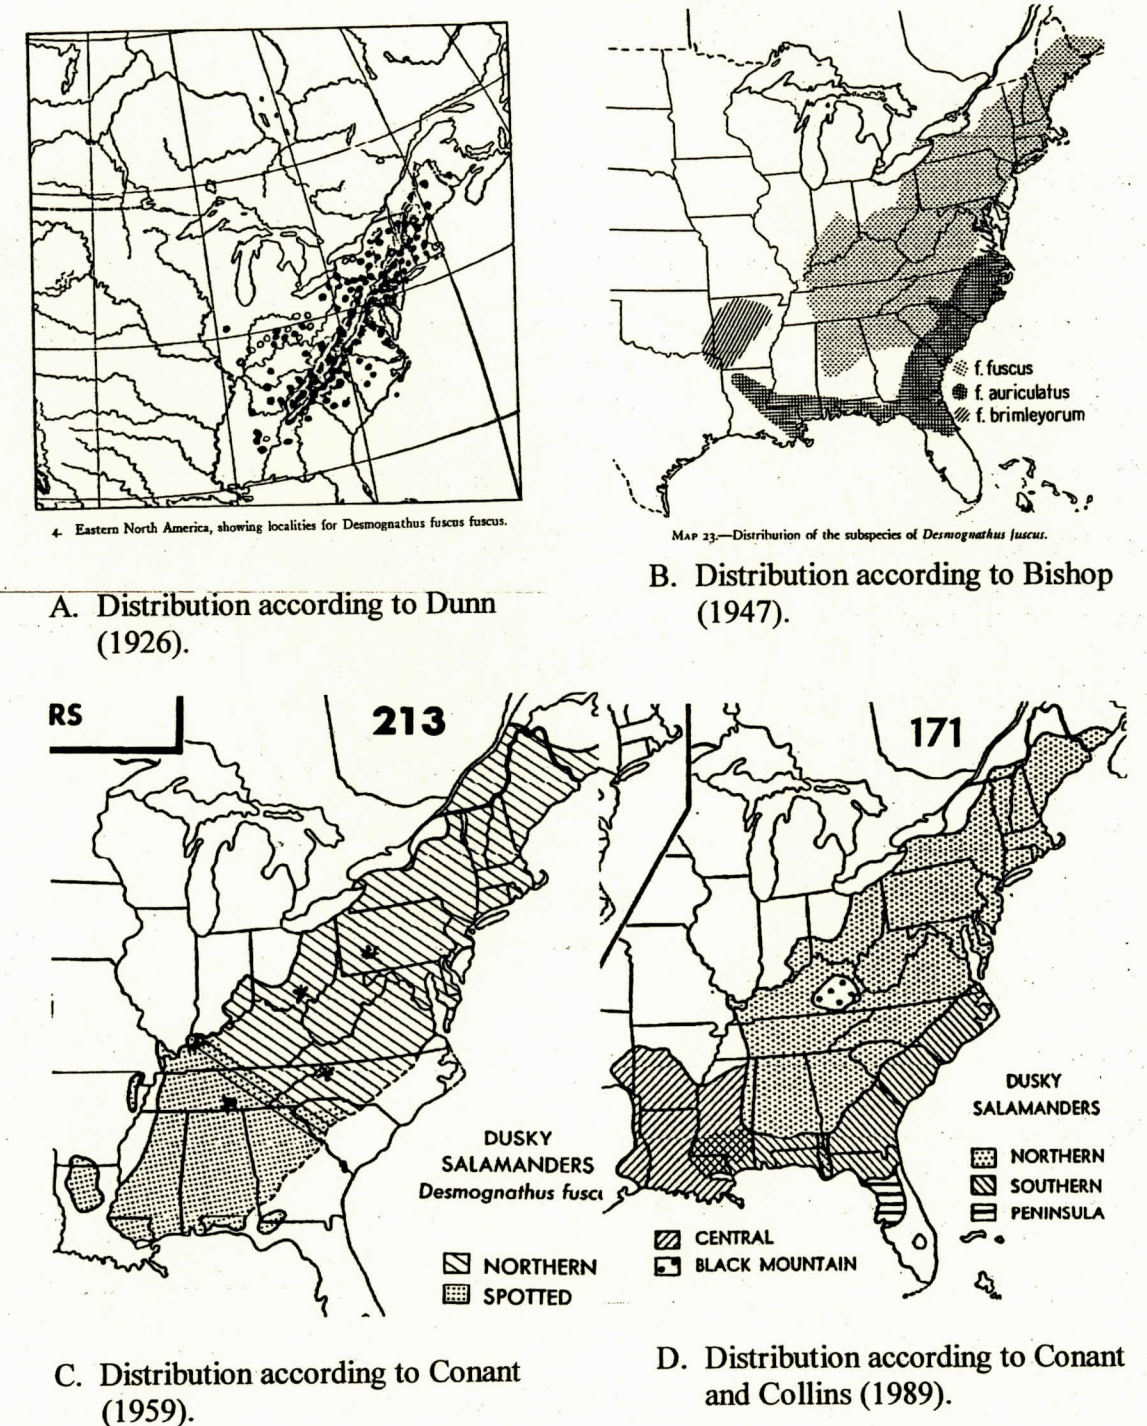 4. Eastern North America, showing localities for Desmognathus fuscus fuscus.
A. Distribution according to Dunn
(1926).
f. fuscus
f. auriculatus
f. brimleyorum
MAP 23.—Distribution of the subspecies of Desmognathus fuscus.
B. Distribution according to Bishop
(1947).
RS
213
DUSKY
SALAMANDERS
Desmognathus fusc
NORTHERN
SPOTTED
C. Distribution according to Conant
(1959).
171
DUSKY
SALAMANDERS
NORTHERN
SOUTHERN
PENINSULA
CENTRAL
BLACK MOUNTAIN
D. Distribution according to Conant
and Collins (1989).